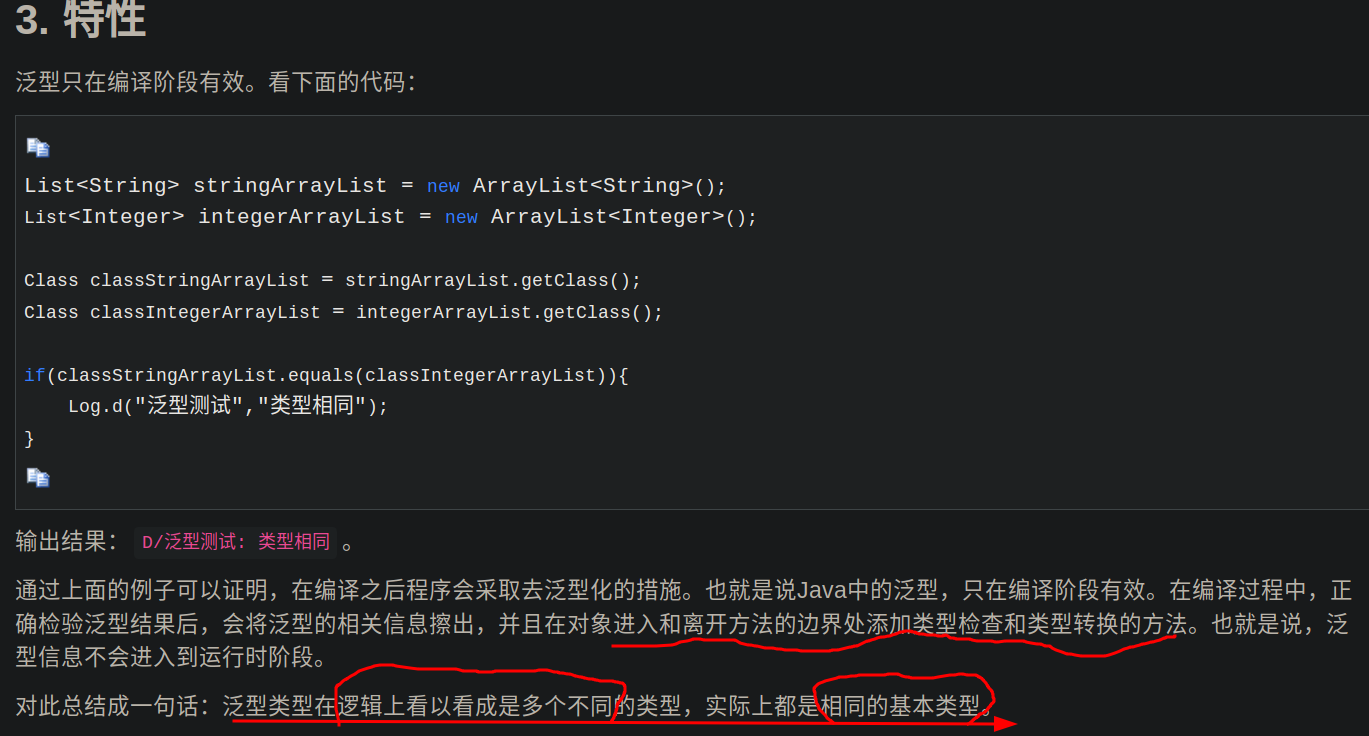 3. 特性
泛型只在编译阶段有效。看下面的代码：
List<String> stringArrayList = new ArrayList<String>();
List<Integer> integerArrayList = new ArrayList<Integer>();
Class classStringArrayList = stringArrayList.getClass();
Class classIntegerArrayList = integerArrayList.getClass();
if(classStringArrayList.equals(classIntegerArrayList)){
    Log.d("泛型测试","类型相同");
}
输出结果： D/泛型测试: 类型相同 。
通过上面的例子可以证明，在编译之后程序会采取去泛型化的措施。也就是说Java中的泛型，只在编译阶段有效。在编译过程中，正
确检验泛型结果后，会将泛型的相关信息擦出，并且在对象进入和离开方法的边界处添加类型检查和类型转换的方法。也就是说，泛
型信息不会进入到运行时阶段。
对此总结成一句话：泛型类型在逻辑上看以看成是多个不同的类型，实际上都是相同的基本类型。